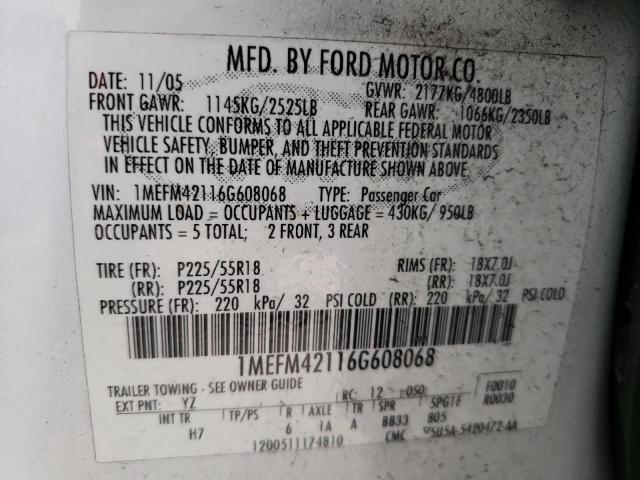 MFD. BY FORD MOTOR CO.
DATE: 11/05 GVWR: 2177KG/4800LB
FRONT GAWR: 1145KG/2525LB REAR GAWR: 1066KG/2350LB
THIS VEHICLE CONFORMS TO ALL APPLICABLE FEDERAL MOTOR
VEHICLE SAFETY, BUMPER, AND THEFT PREVENTION STANDARDS
IN EFFECT ON THE DATE OF MANUFACTURE SHOWN ABOVE.
VIN: 1MEFM42116G608068 TYPE: Passenger Car
MAXIMUM LOAD = OCCUPANTS + LUGGAGE = 430KG/950LB
OCCUPANTS = 5 TOTAL; 2 FRONT, 3 REAR
TIRE (FR): P225/55R18 RIMS (FR): 18X7.0J
(RR): P225/55R18 (RR): 18X7.0J
PRESSURE (FR): 220 kPa/ 32 PSI COLD (RR): 220 kPa/ 32 PSI COLD
1MEFM42116G608068
TRAILER TOWING - SEE OWNER GUIDE
EXT PNT: YZ RC: 12 DSO: F0010
R0030
INT TR TP/PS R AXLE TR SPR SPGIF
H7 6 1A A BB33 805
1200511174810 CMC